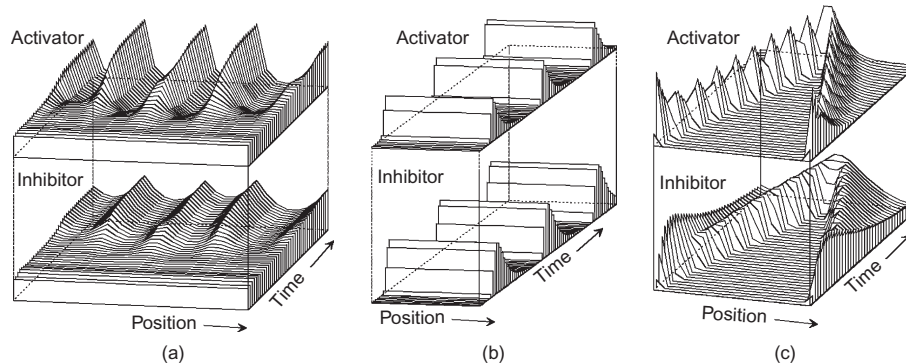 Activator
Inhibitor
Position
Time
(a)
Activator
Inhibitor
Position
Time
(b)
Activator
Inhibitor
Position
Time
(c)